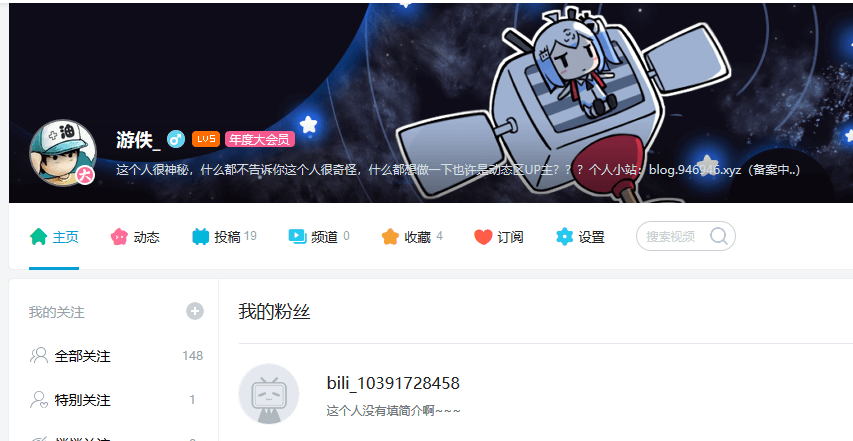 油
游佚_ LV5 年度大会员
大
这个人很神秘，什么都不告诉你这个人很奇怪，什么都想做一下也许是动态区UP主？？？个人小站：blog.946946.xyz（备案中..）
主页 动态 投稿 19 频道 0 收藏 4 订阅 设置 搜索视频
我的关注
全部关注 148
特别关注 1
我的粉丝
bili_10391728458
这个人没有填简介啊~~~